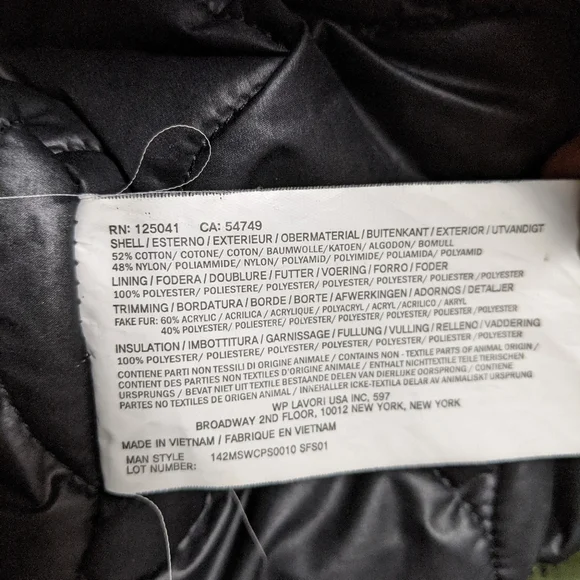 RN: 125041 CA: 54749
SHELL / ESTERNO / EXTERIEUR / OBERMATERIAL / BUITENKANT / EXTERIOR / UTVANDIGT
52% COTTON / COTONE / COTON / BAUMWOLLE / KATOEN / ALGODON / BOMULL
48% NYLON / POLIAMMIDE / NYLON / POLYAMID / POLYIMIDE / POLIAMIDA / POLYAMID
LINING / FODERA / DOUBLURE / FUTTER / VOERING / FORRO / FODER
100% POLYESTER / POLIESTERE / POLYESTER / POLYESTER / POLYESTER / POLIESTER / POLYESTER
TRIMMING / BORDATURA / BORDE / BORTE / AFWERKINGEN / ADORNOS / DETALJER
FAKE FUR: 60% ACRYLIC / ACRILICA / ACRYLIQUE / POLYACRYL / ACRYL / ACRILICO / AKRYL
40% POLYESTER / POLIESTERE / POLYESTER / POLYESTER / POLYESTER / POLIESTER / POLYESTER
INSULATION / IMBOTTITURA / GARNISSAGE / FULLUNG / VULLING / RELLENO / VADDERING
100% POLYESTER / POLIESTERE / POLYESTER / POLYESTER / POLYESTER / POLIESTER / POLYESTER
CONTIENE PARTI NON TESSILI DI ORIGINE ANIMALE / CONTAINS NON - TEXTILE PARTS OF ANIMAL ORIGIN /
CONTIENT DES PARTIES NON TEXTILES D'ORIGINE ANIMALE / ENTHALT NICHTTEXTILE TEILE TIERISCHEN
URSPRUNGS / BEVAT NIET UIT TEXTIEL BESTAANDE DELEN VAN DIERLIJKE OORSPRONG / CONTIENE
PARTES NO TEXTILES DE ORIGEN ANIMAL / INNEHALLER ICKE-TEXTILA DELAR AV ANIMALISKT URSPRUNG
WP LAVORI USA INC, 597
BROADWAY 2ND FLOOR, 10012 NEW YORK, NEW YORK
MADE IN VIETNAM / FABRIQUE EN VIETNAM
MAN STYLE 142MSWCPS0010 SFS01
LOT NUMBER: